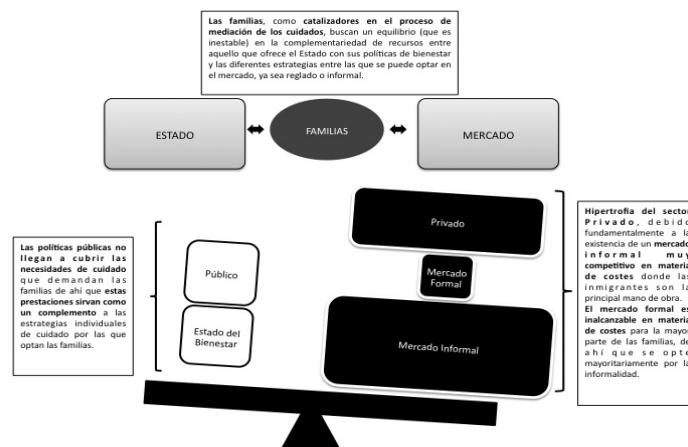 Las familias, como catalizadores en el proceso de
mediación de los cuidados, buscan un equilibrio (que es
inestable) en la complementariedad de recursos entre
aquello que ofrece el Estado con sus políticas de bienestar
y las diferentes estrategias entre las que se puede optar en
el mercado, ya sea reglado o informal.
ESTADO
FAMILIAS
MERCADO
Las políticas públicas no
llegan a cubrir las
necesidades de cuidado
que demandan las
familias de ahí que estas
prestaciones sirvan como
un complemento a las
estrategias individuales
de cuidado por las que
optan las familias.
Público
Estado del
Bienestar
Privado
Mercado
Formal
Mercado Informal
Hipertrofia del sector
Privado, debido
fundamentalmente a la
existencia de un mercado
informal muy
competitivo en materia
de costes donde las
inmigrantes son la
principal mano de obra.
El mercado formal es
inalcanzable en materia
de costes para la mayor
parte de las familias, de
ahí que se opte
mayoritariamente por la
informalidad.